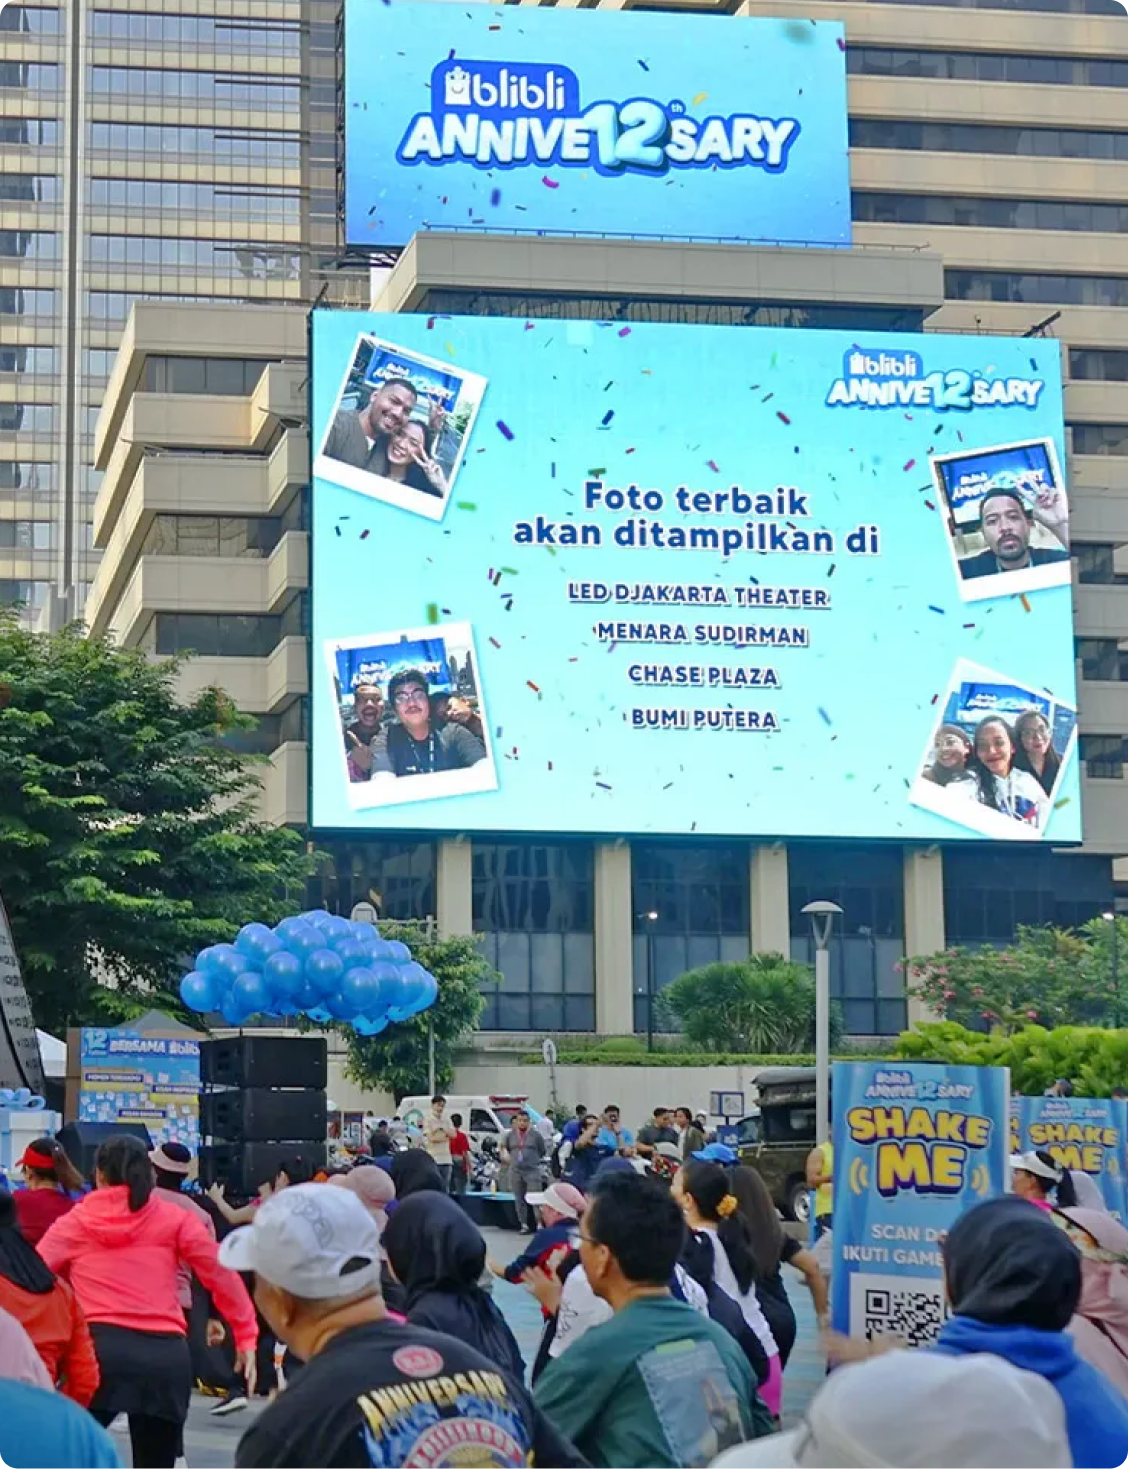 blibli
ANNIVE12thSARY
blibli
ANNIVE12SARY
Foto terbaik
akan ditampilkan di
LED DJAKARTA THEATER
MENARA SUDIRMAN
CHASE PLAZA
BUMI PUTERA
12 BERSAMA blibli
blibli
ANNIVE12SARY
SHAKE
ME
SCAN
IKUTI GAME
ANNIVE12SARY
SHAKE
ME
ANNIVERSARY